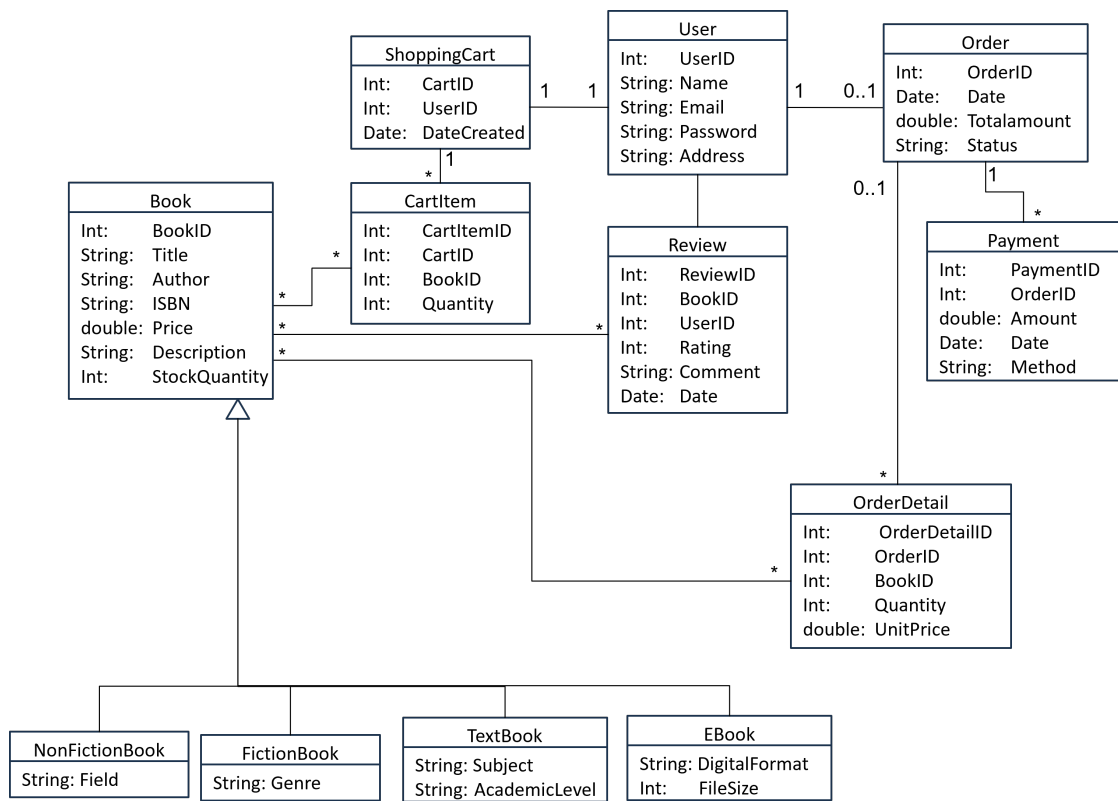 User
Int: UserID
String: Name
String: Email
String: Password
String: Address
ShoppingCart
Int: CartID
Int: UserID
Date: DateCreated
Order
Int: OrderID
Date: Date
double: Totalamount
String: Status
1
1
1
0..1
1
*
0..1
1
*
Book
Int: BookID
String: Title
String: Author
String: ISBN
double: Price
String: Description
Int: StockQuantity
CartItem
Int: CartItemID
Int: CartID
Int: BookID
Int: Quantity
*
*
*
*
*
Review
Int: ReviewID
Int: BookID
Int: UserID
Int: Rating
String: Comment
Date: Date
Payment
Int: PaymentID
Int: OrderID
double: Amount
Date: Date
String: Method
*
*
OrderDetail
Int: OrderDetailID
Int: OrderID
Int: BookID
Int: Quantity
double: UnitPrice
NonFictionBook
String: Field
FictionBook
String: Genre
TextBook
String: Subject
String: AcademicLevel
EBook
String: DigitalFormat
Int: FileSize